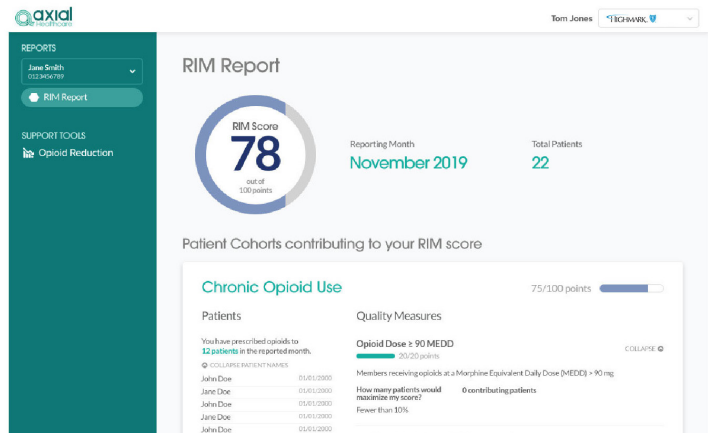 axial
Healthcare
Tom Jones
HIGHMARK.
REPORTS
Jane Smith
0123456789
RIM Report
SUPPORT TOOLS
Opioid Reduction
RIM Report
RIM Score
78
out of
100 points
Reporting Month
November 2019
Total Patients
22
Patient Cohorts contributing to your RIM score
Chronic Opioid Use
75/100 points
Patients
You have prescribed opioids to
12 patients in the reported month.
COLLAPSE PATIENT NAMES
John Doe 01/01/2000
Jane Doe 01/01/2000
John Doe 01/01/2000
Jane Doe 01/01/2000
John Doe 01/01/2000
Quality Measures
Opioid Dose ≥ 90 MEDD
20/20 points
COLLAPSE
Members receiving opioids at a Morphine Equivalent Daily Dose (MEDD) > 90 mg
How many patients would
maximize my score?
Fewer than 10%
0 contributing patients